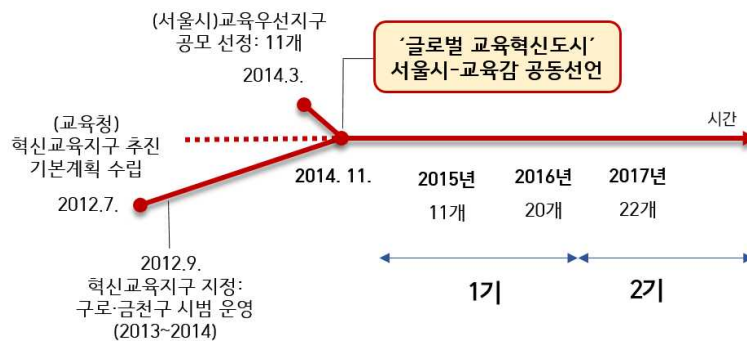 (서울시)교육우선지구
공모 선정: 11개
2014.3.
‘글로벌 교육혁신도시’
서울시-교육감 공동선언
(교육청)
혁신교육지구 추진
기본계획 수립
2012.7.
시간
2014. 11.
2015년
11개
2016년
20개
2017년
22개
2012.9.
혁신교육지구 지정:
구로·금천구 시범 운영
(2013~2014)
1기
2기